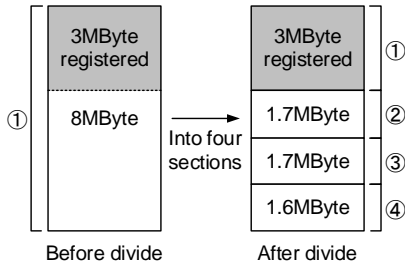 3MByte
registered
①
8MByte
Before divide
Into four
sections
3MByte
registered
①
1.7MByte
②
1.7MByte
③
1.6MByte
④
After divide